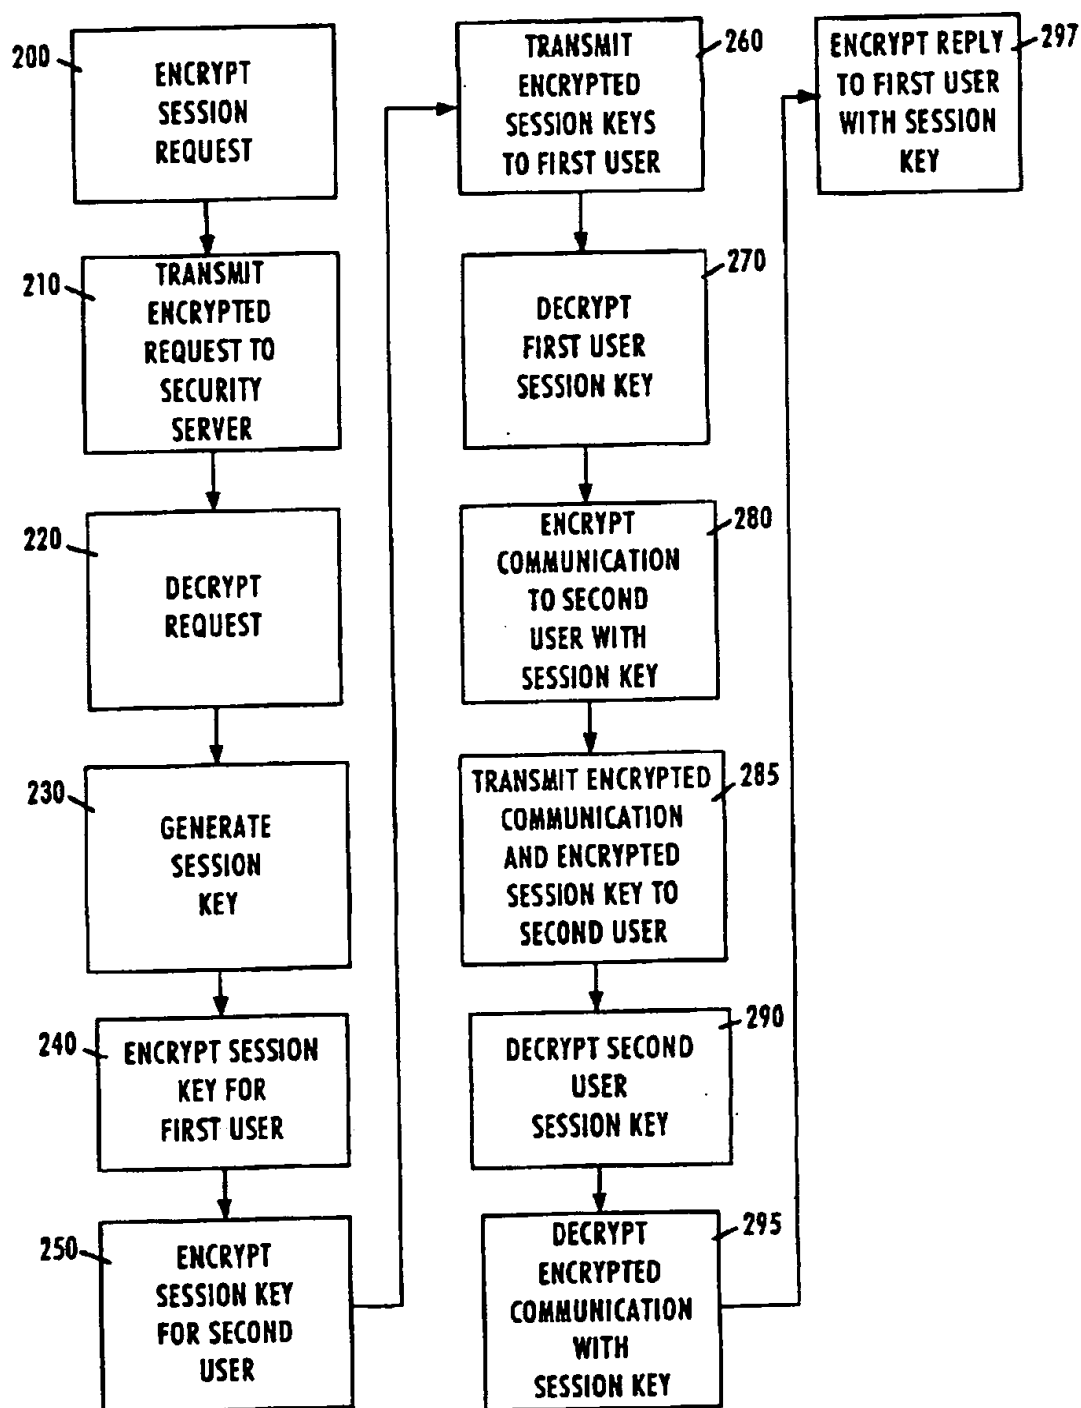 200
ENCRYPT
SESSION
REQUEST
210
TRANSMIT
ENCRYPTED
REQUEST TO
SECURITY
SERVER
220
DECRYPT
REQUEST
230
GENERATE
SESSION
KEY
240
ENCRYPT SESSION
KEY FOR
FIRST USER
250
ENCRYPT
SESSION KEY
FOR SECOND
USER
260
TRANSMIT
ENCRYPTED
SESSION KEYS
TO FIRST USER
270
DECRYPT
FIRST USER
SESSION KEY
280
ENCRYPT
COMMUNICATION
TO SECOND
USER WITH
SESSION KEY
285
TRANSMIT ENCRYPTED
COMMUNICATION
AND ENCRYPTED
SESSION KEY TO
SECOND USER
290
DECRYPT SECOND
USER
SESSION KEY
295
DECRYPT
ENCRYPTED
COMMUNICATION
WITH
SESSION KEY
297
ENCRYPT REPLY
TO FIRST USER
WITH SESSION
KEY